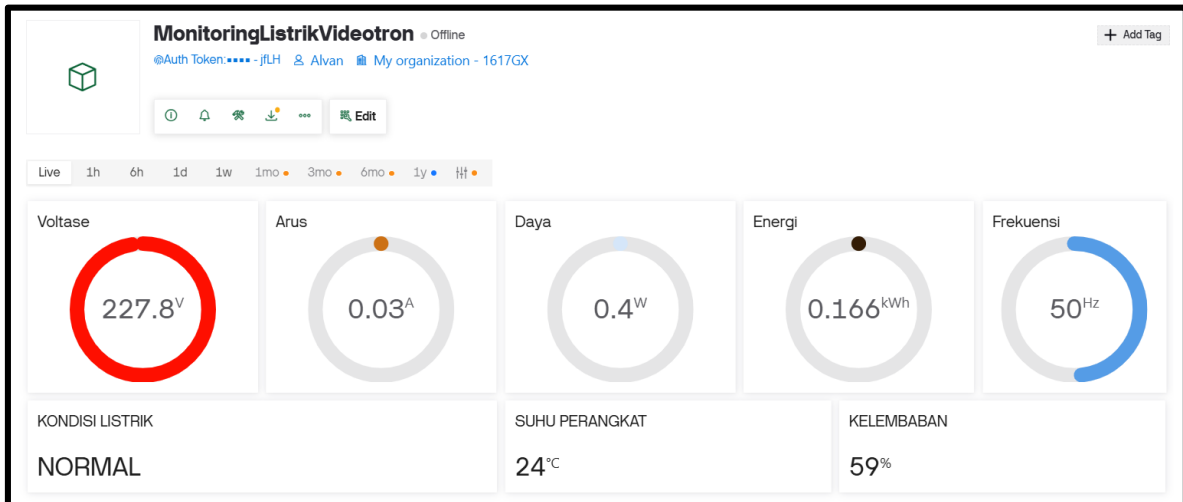 MonitoringListrikVideotron Offline
+ Add Tag
@Auth Token:•••• - jfLH Alvan My organization - 1617GX
Edit
Live 1h 6h 1d 1w 1mo 3mo 6mo 1y
Voltase
227.8V
Arus
0.03A
Daya
0.4W
Energi
0.166kWh
Frekuensi
50Hz
KONDISI LISTRIK
NORMAL
SUHU PERANGKAT
24°C
KELEMBABAN
59%